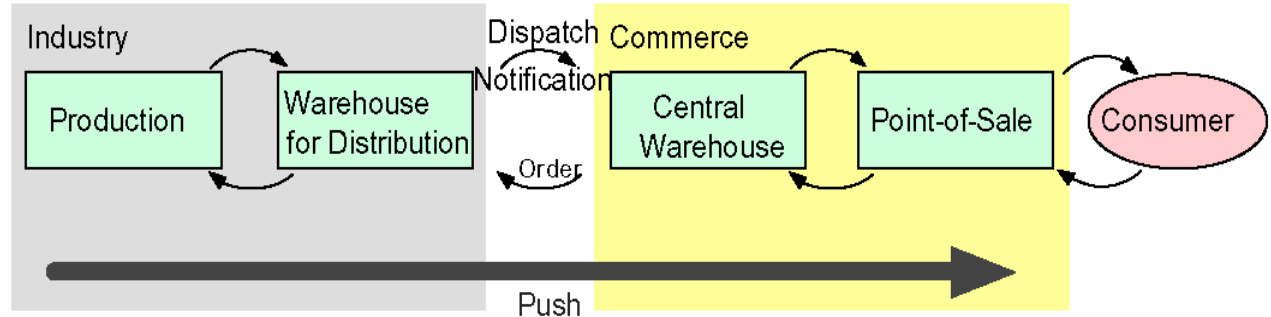 Industry
Production
Warehouse
for Distribution
Dispatch
Notification
Order
Commerce
Central
Warehouse
Point-of-Sale
Consumer
Push